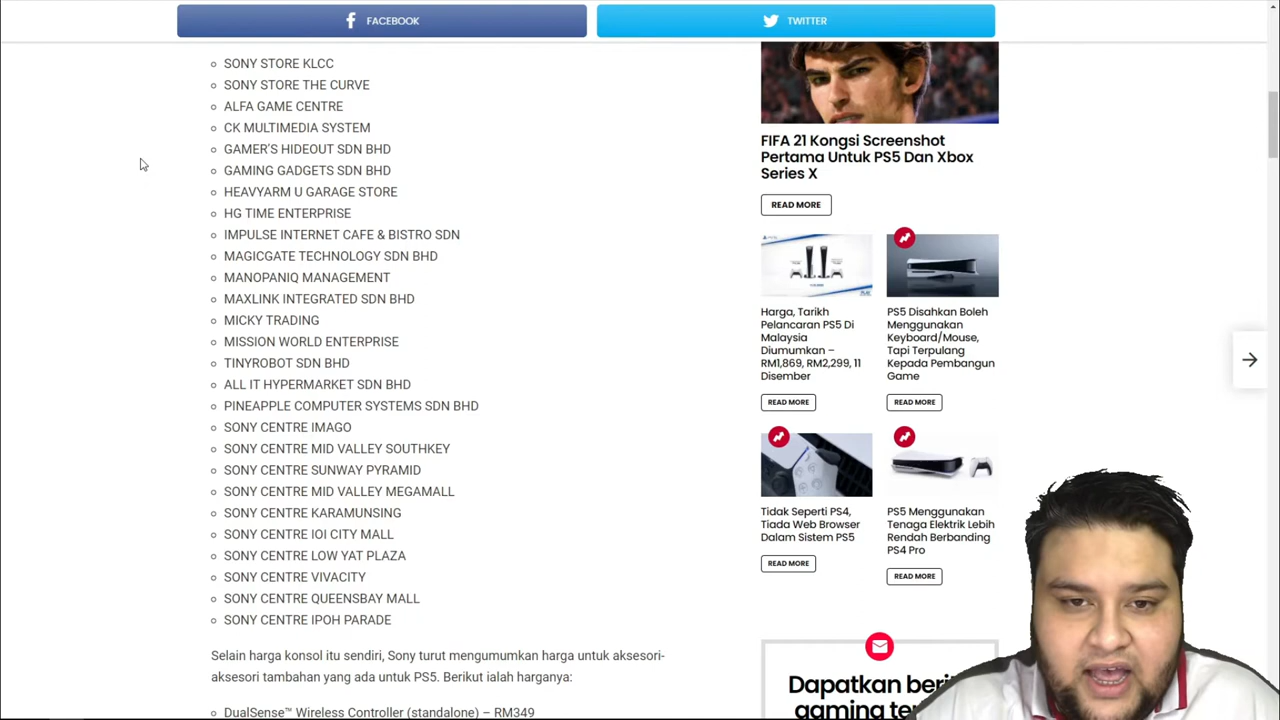 FACEBOOK
TWITTER
SONY STORE KLCC
SONY STORE THE CURVE
ALFA GAME CENTRE
CK MULTIMEDIA SYSTEM
GAMER'S HIDEOUT SDN BHD
GAMING GADGETS SDN BHD
HEAVYARM U GARAGE STORE
HG TIME ENTERPRISE
IMPULSE INTERNET CAFE & BISTRO SDN
MAGICGATE TECHNOLOGY SDN BHD
MANOPANIQ MANAGEMENT
MAXLINK INTEGRATED SDN BHD
MICKY TRADING
MISSION WORLD ENTERPRISE
TINYROBOT SDN BHD
ALL IT HYPERMARKET SDN BHD
PINEAPPLE COMPUTER SYSTEMS SDN BHD
SONY CENTRE IMAGO
SONY CENTRE MID VALLEY SOUTHKEY
SONY CENTRE SUNWAY PYRAMID
SONY CENTRE MID VALLEY MEGAMALL
SONY CENTRE KARAMUNSING
SONY CENTRE IOI CITY MALL
SONY CENTRE LOW YAT PLAZA
SONY CENTRE VIVACITY
SONY CENTRE QUEENSBAY MALL
SONY CENTRE IPOH PARADE
Selain harga konsol itu sendiri, Sony turut mengumumkan harga untuk aksesori-
aksesori tambahan yang ada untuk PS5. Berikut ialah harganya:
DualSense™ Wireless Controller (standalone) – RM349
FIFA 21 Kongsi Screenshot
Pertama Untuk PS5 Dan Xbox
Series X
READ MORE
Harga, Tarikh
Pelancaran PS5 Di
Malaysia
Diumumkan –
RM1,869, RM2,299, 11
Disember
READ MORE
PS5 Disahkan Boleh
Menggunakan
Keyboard/Mouse,
Tapi Terpulang
Kepada Pembangun
Game
READ MORE
Tidak Seperti PS4,
Tiada Web Browser
Dalam Sistem PS5
READ MORE
PS5 Menggunakan
Tenaga Elektrik Lebih
Rendah Berbanding
PS4 Pro
READ MORE
Dapatkan
gaming